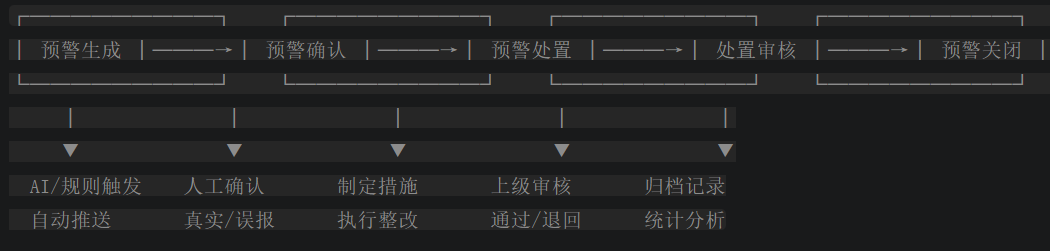 预警生成 ————→ 预警确认 ————→ 预警处置 ————→ 处置审核 ————→ 预警关闭
AI/规则触发 人工确认 制定措施 上级审核 归档记录
自动推送 真实/误报 执行整改 通过/退回 统计分析